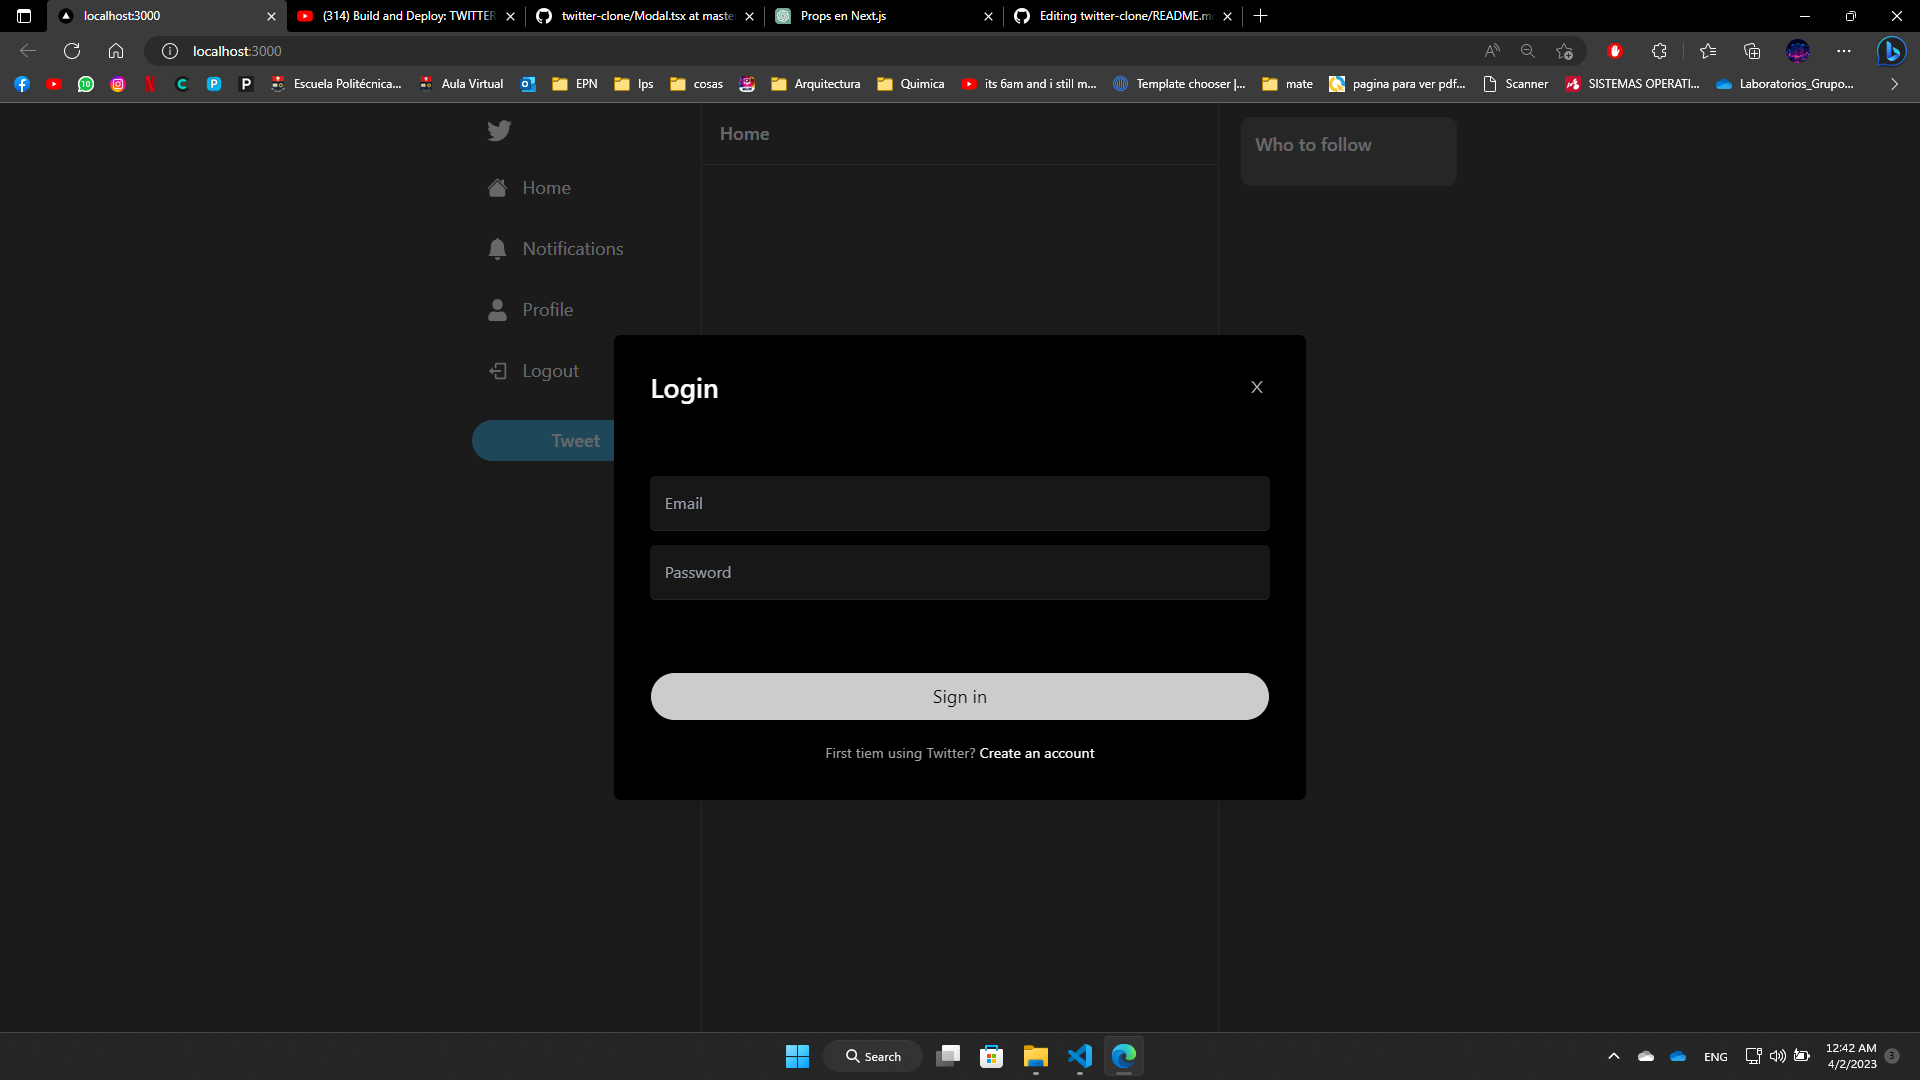 localhost:3000
(314) Build and Deploy: TWITTER
twitter-clone/Modal.tsx at maste
Props en Next.js
Editing twitter-clone/README.m
localhost:3000
Escuela Politécnica...
Aula Virtual
EPN
lps
cosas
Arquitectura
Quimica
its 6am and i still m...
Template chooser |...
mate
pagina para ver pdf...
Scanner
SISTEMAS OPERATI...
Laboratorios_Grupo...
Home
Who to follow
Home
Notifications
Profile
Logout
Tweet
Login
X
Email
Password
Sign in
First tiem using Twitter? Create an account
Search
ENG
12:42 AM
4/2/2023
3